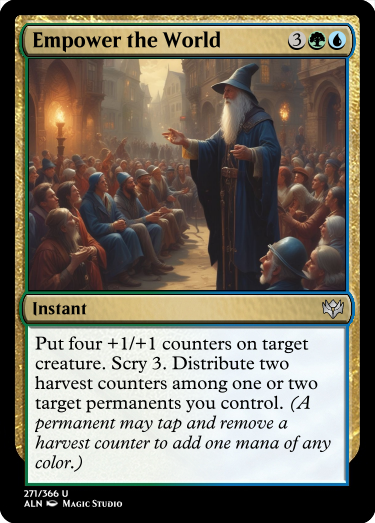 Empower the World 3
Instant
Put four +1/+1 counters on target
creature. Scry 3. Distribute two
harvest counters among one or two
target permanents you control. (A
permanent may tap and remove a
harvest counter to add one mana of any
color.)
271/366 U
ALN Magic Studio